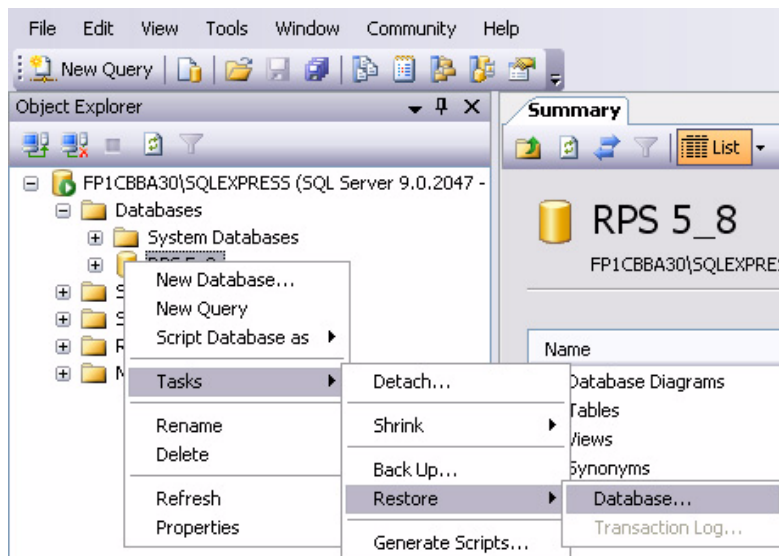 File Edit View Tools Window Community Help
New Query
Object Explorer
Summary
List
FP1CBBA30\SQLEXPRESS (SQL Server 9.0.2047 -
Databases
System Databases
RPS 5_8
FP1CBBA30\SQLEXPRE
New Database...
New Query
Script Database as
Tasks
Rename
Delete
Refresh
Properties
Detach...
Shrink
Back Up...
Restore
Generate Scripts...
Database...
Transaction Log...
Name
Database Diagrams
Tables
Views
Synonyms